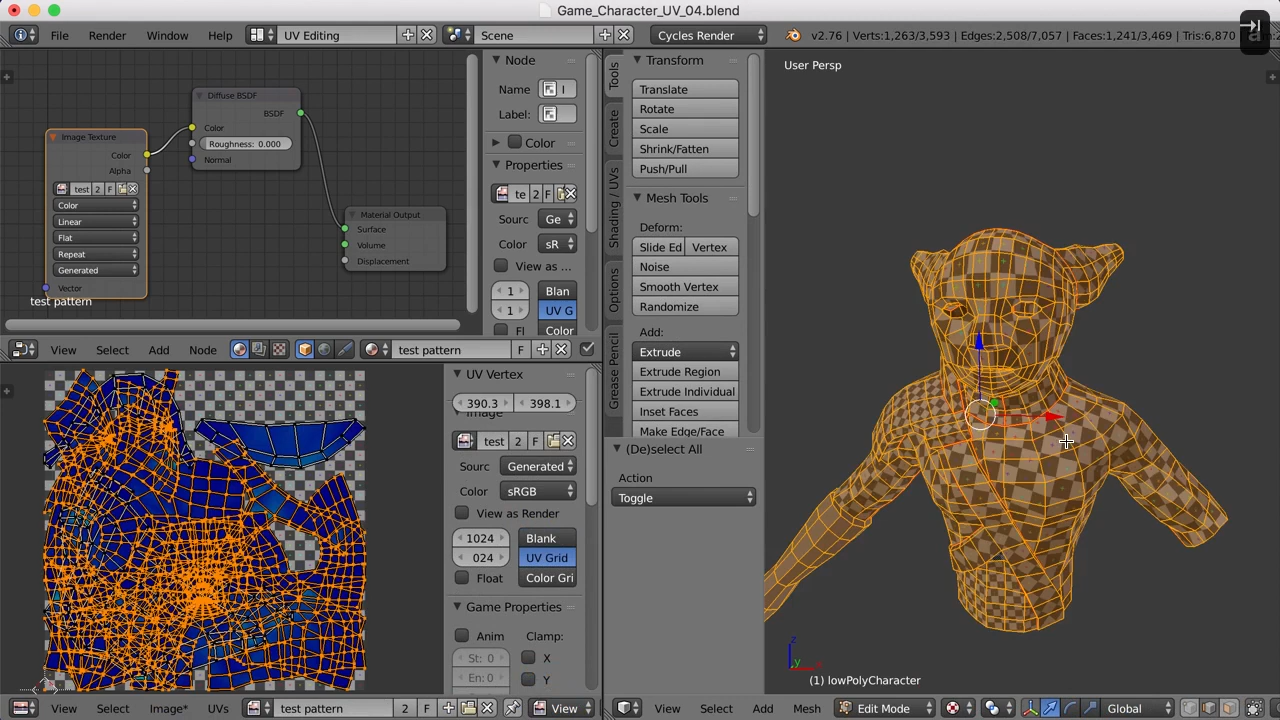 Game_Character_UV_04.blend
File Render Window Help UV Editing Scene Cycles Render v2.76 | Verts:1,263/3,593 | Edges:2,508/7,057 | Faces:1,241/3,469 | Tris:6,870
User Persp
Diffuse BSDF
BSDF
Color
Roughness: 0.000
Normal
Image Texture
Color
Alpha
test 2 F
Color
Linear
Flat
Repeat
Generated
Vector
test pattern
Material Output
Surface
Volume
Displacement
Node
Name
Label:
Color
Properties
te 2 F
Sourc Ge
Color sR
View as ...
1 Blan
1 UV G
Fl Color
View Select Add Node test pattern F
Tools
Create
Shading / UVs
Options
Grease Pencil
Transform
Translate
Rotate
Scale
Shrink/Fatten
Push/Pull
Mesh Tools
Deform:
Slide Ed Vertex
Noise
Smooth Vertex
Randomize
Add:
Extrude
Extrude Region
Extrude Individual
Inset Faces
Make Edge/Face
(De)select All
Action
Toggle
UV Vertex
390.3 398.1
Image
test 2 F
Sourc Generated
Color sRGB
View as Render
1024 Blank
024 UV Grid
Float Color Gri
Game Properties
Anim Clamp:
St: 0 X
En: 0 Y
View Select Image* UVs test pattern 2 F View
z
y
x
(1) lowPolyCharacter
View Select Add Mesh Edit Mode Global